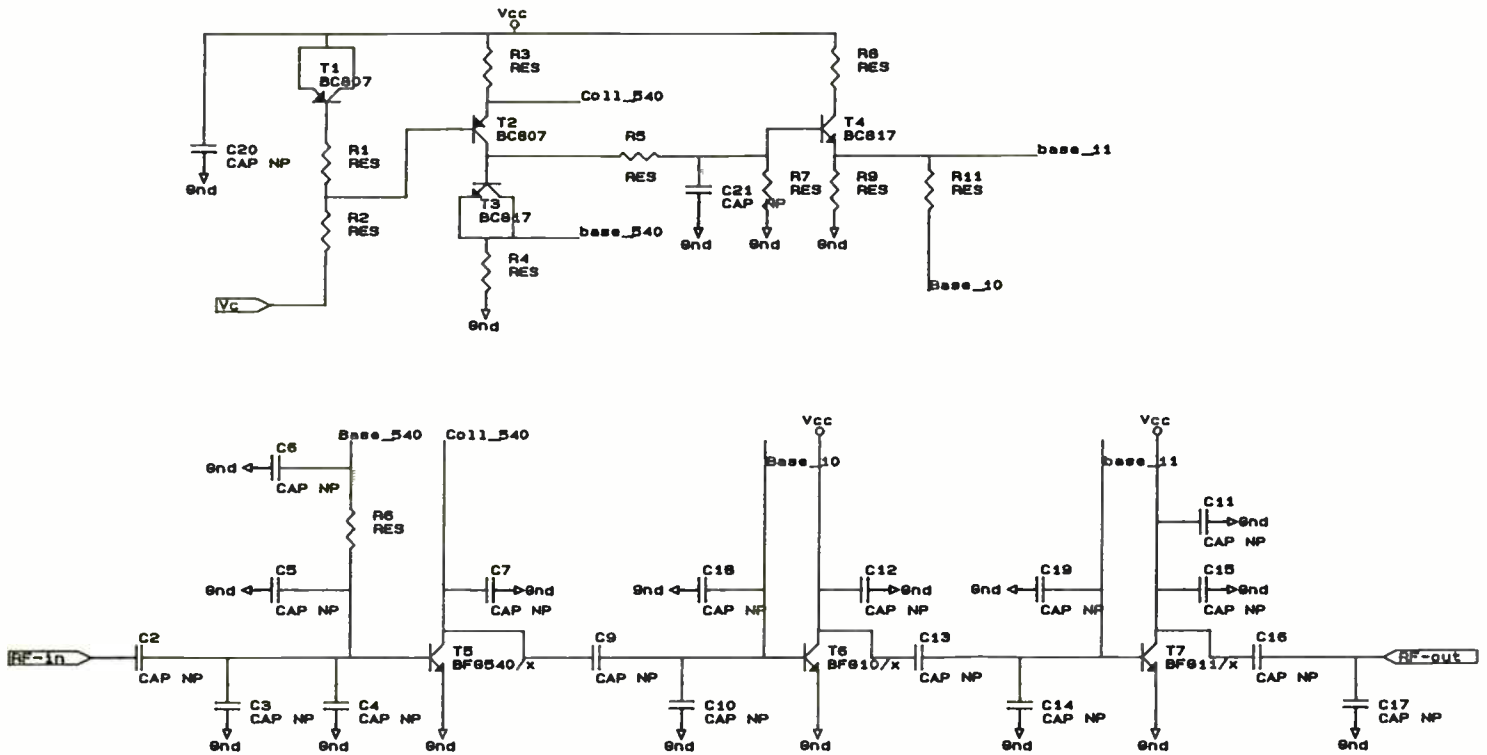 Vcc
T1
BC807
R3
RES
R8
RES
Coll_540
T2
BC807
T4
BC817
C20
CAP NP
Gnd
R1
RES
R5
RES
base_11
C21
CAP NP
R7
RES
R9
RES
R11
RES
T3
BC817
R2
RES
base_540
Gnd
Gnd
Gnd
R4
RES
Base_10
Vc
Gnd
Vcc
Vcc
Base_540
Coll_540
C6
Gnd
CAP NP
Base_10
base_11
R6
RES
C11
Gnd
CAP NP
C5
Gnd
CAP NP
C7
Gnd
CAP NP
C18
Gnd
CAP NP
C12
Gnd
CAP NP
C19
Gnd
CAP NP
C15
Gnd
CAP NP
RF-in
C2
CAP NP
T5
BFG540/x
C9
CAP NP
T6
BFG10/x
C13
CAP NP
T7
BFG11/x
C16
CAP NP
RF-out
C3
CAP NP
C4
CAP NP
C10
CAP NP
C14
CAP NP
C17
CAP NP
Gnd
Gnd
Gnd
Gnd
Gnd
Gnd
Gnd
Gnd